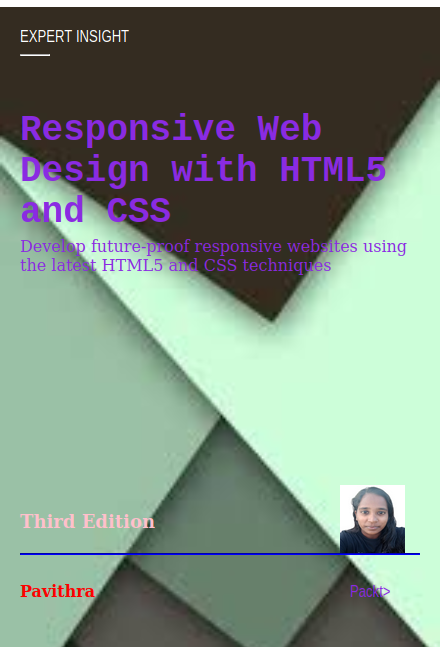 EXPERT INSIGHT
Responsive Web
Design with HTML5
and CSS
Develop future-proof responsive websites using
the latest HTML5 and CSS techniques
Third Edition
Pavithra
Packt>